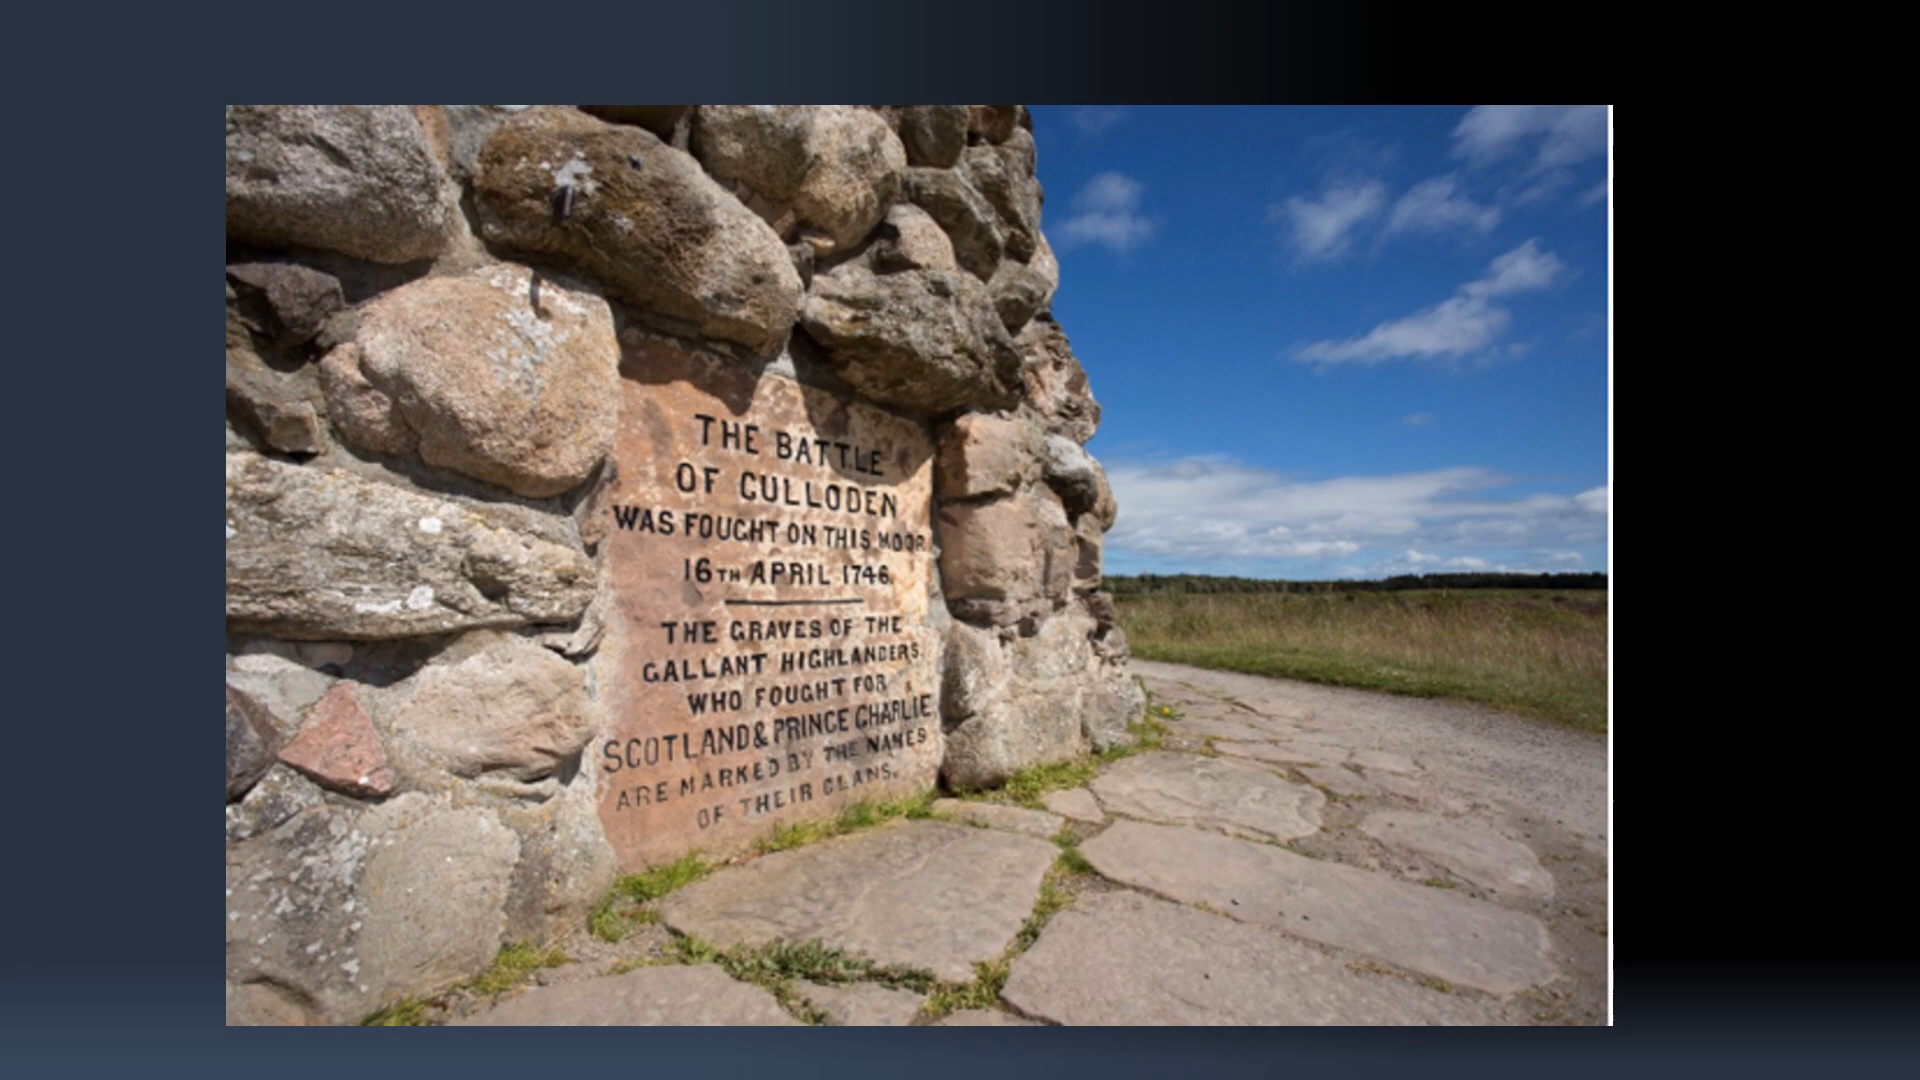 THE BATTLE
OF CULLODEN
WAS FOUGHT ON THIS MOOR
16TH APRIL 1746.
THE GRAVES OF THE
GALLANT HIGHLANDERS
WHO FOUGHT FOR
SCOTLAND & PRINCE CHARLIE
ARE MARKED BY THE NAMES
OF THEIR CLANS.